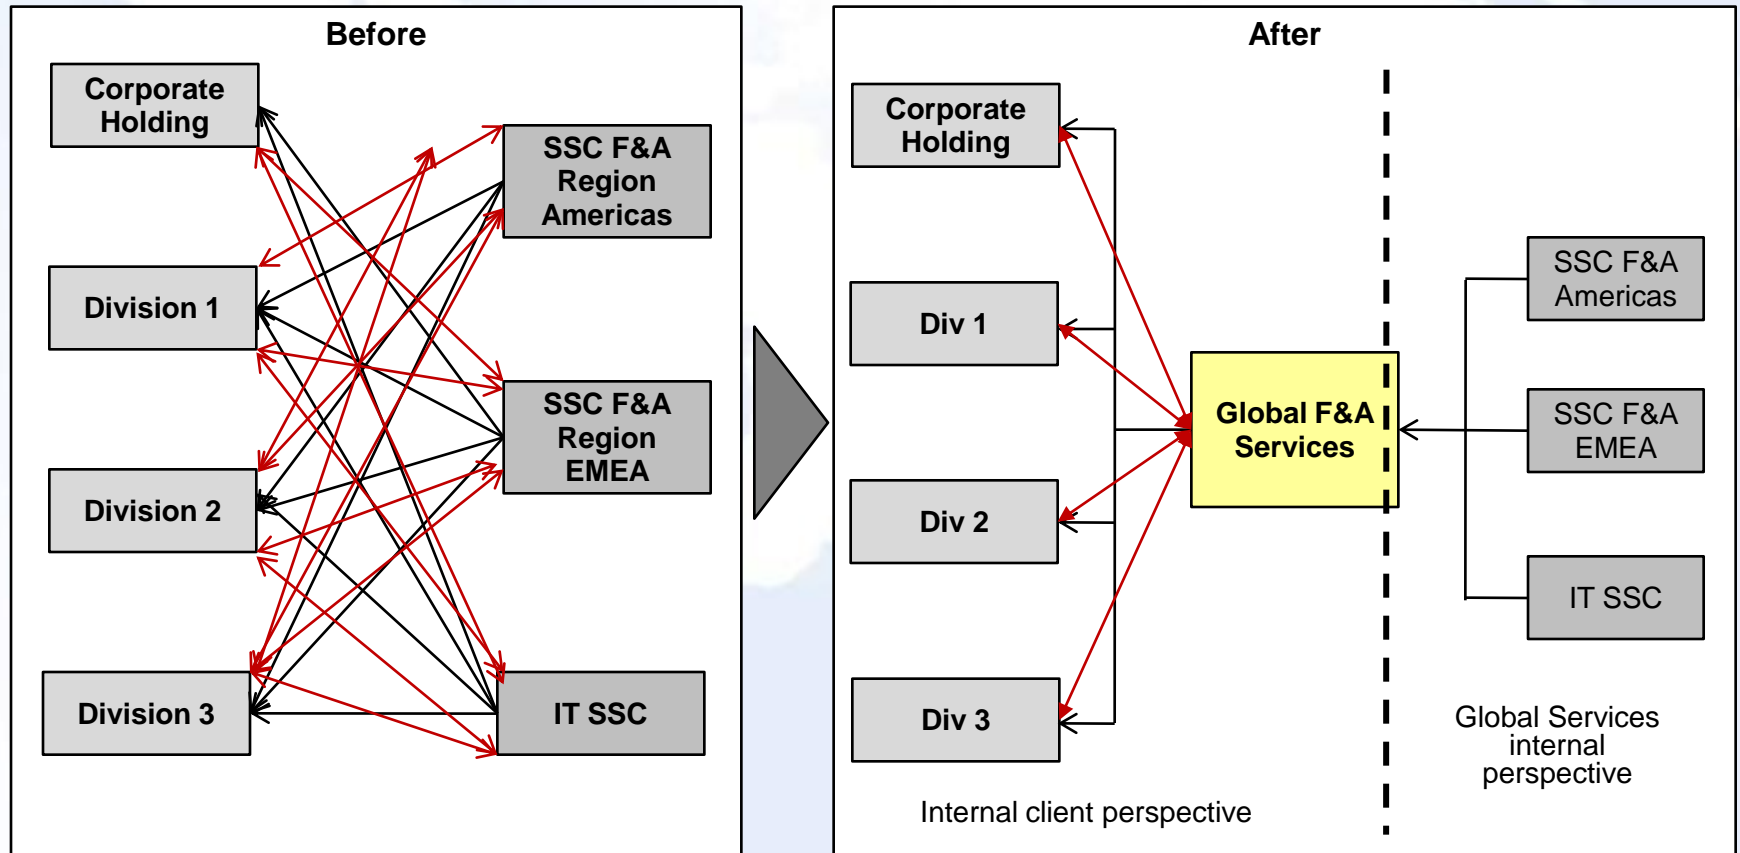 Before
Corporate
Holding
SSC F&A
Region
Americas
Division 1
SSC F&A
Region
EMEA
Division 2
Division 3
IT SSC
After
Corporate
Holding
Div 1
Div 2
Div 3
Global F&A
Services
SSC F&A
Americas
SSC F&A
EMEA
IT SSC
Internal client perspective
Global Services
internal
perspective